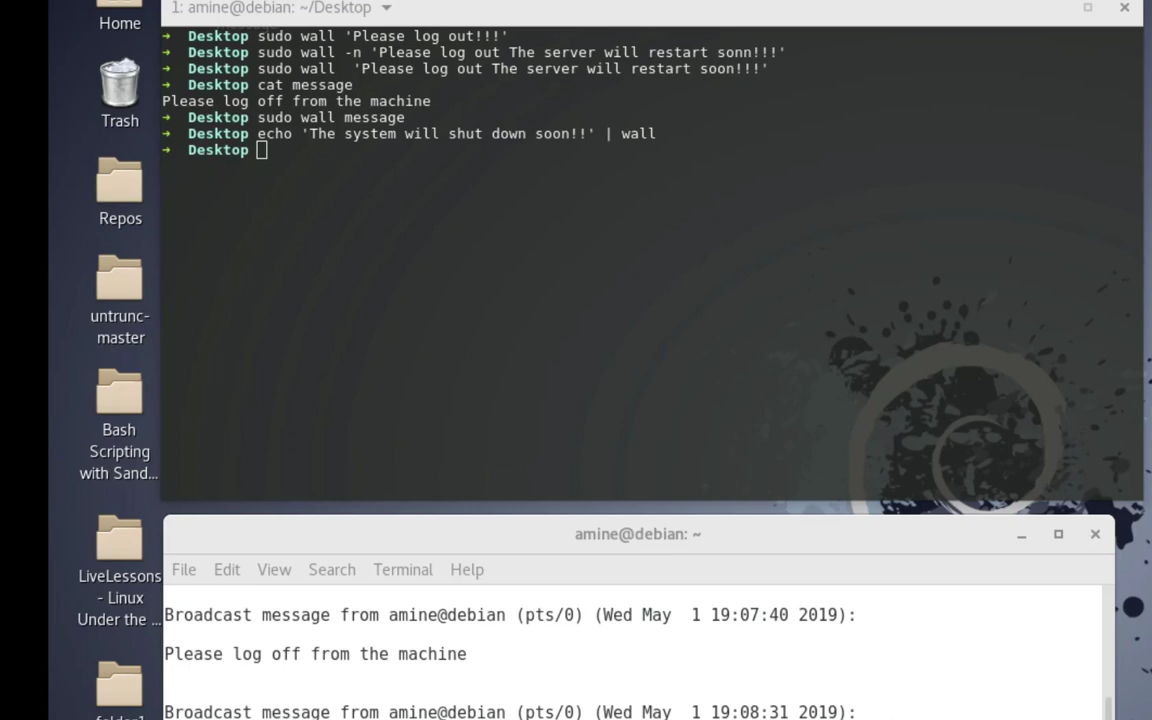 Home
Trash
Repos
untrunc-
master
Bash
Scripting
with Sand...
LiveLessons
- Linux
Under the ...
1: amine@debian: ~/Desktop
➜ Desktop sudo wall 'Please log out!!!'
➜ Desktop sudo wall -n 'Please log out The server will restart sonn!!!'
➜ Desktop sudo wall  'Please log out The server will restart soon!!!'
➜ Desktop cat message
Please log off from the machine
➜ Desktop sudo wall message
➜ Desktop echo 'The system will shut down soon!!' | wall
➜ Desktop
amine@debian: ~
File Edit View Search Terminal Help
Broadcast message from amine@debian (pts/0) (Wed May  1 19:07:40 2019):
Please log off from the machine
Broadcast message from amine@debian (pts/0) (Wed May  1 19:08:31 2019):